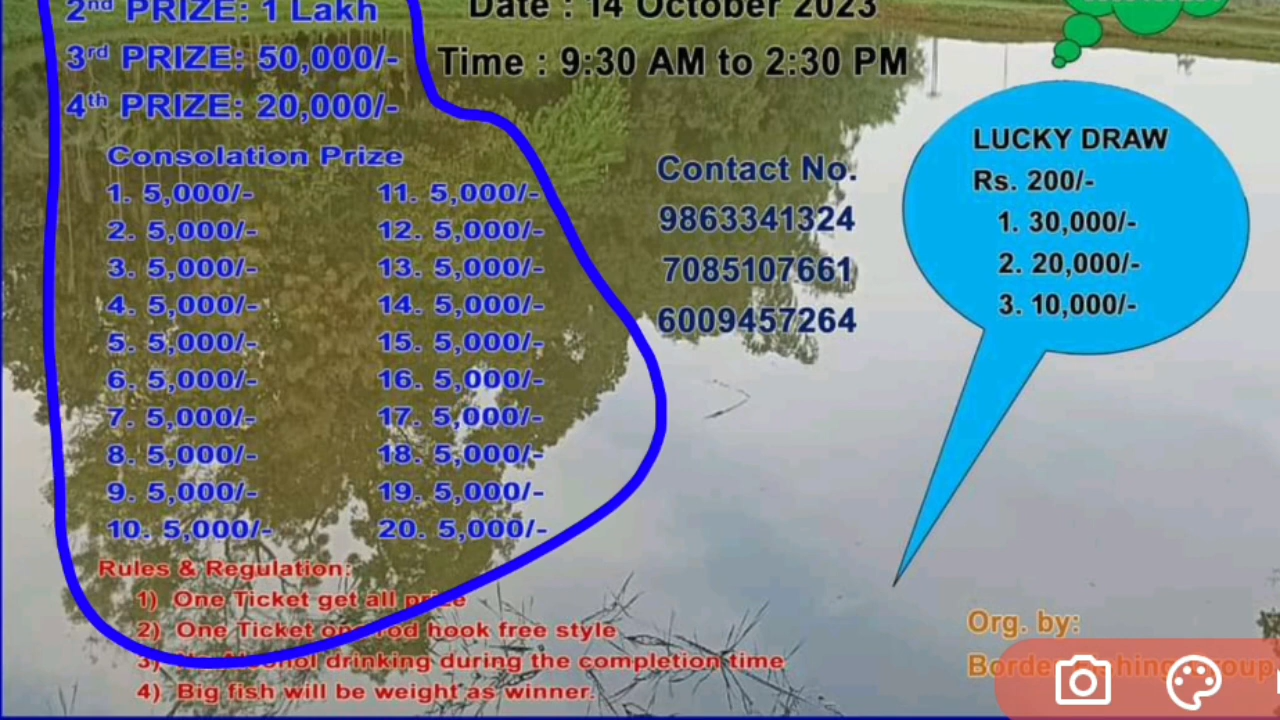 2nd PRIZE: 1 Lakh
3rd PRIZE: 50,000/-
4th PRIZE: 20,000/-
Date : 14 October 2023
Time : 9:30 AM to 2:30 PM
Consolation Prize
1. 5,000/-
2. 5,000/-
3. 5,000/-
4. 5,000/-
5. 5,000/-
6. 5,000/-
7. 5,000/-
8. 5,000/-
9. 5,000/-
10. 5,000/-
11. 5,000/-
12. 5,000/-
13. 5,000/-
14. 5,000/-
15. 5,000/-
16. 5,000/-
17. 5,000/-
18. 5,000/-
19. 5,000/-
20. 5,000/-
Contact No.
9863341324
7085107661
6009457264
LUCKY DRAW
Rs. 200/-
1. 30,000/-
2. 20,000/-
3. 10,000/-
Rules & Regulation:
1) One Ticket get all prize
2) One Ticket one rod hook free style
3) Alcohol drinking during the completion time
4) Big fish will be weight as winner.
Org. by: